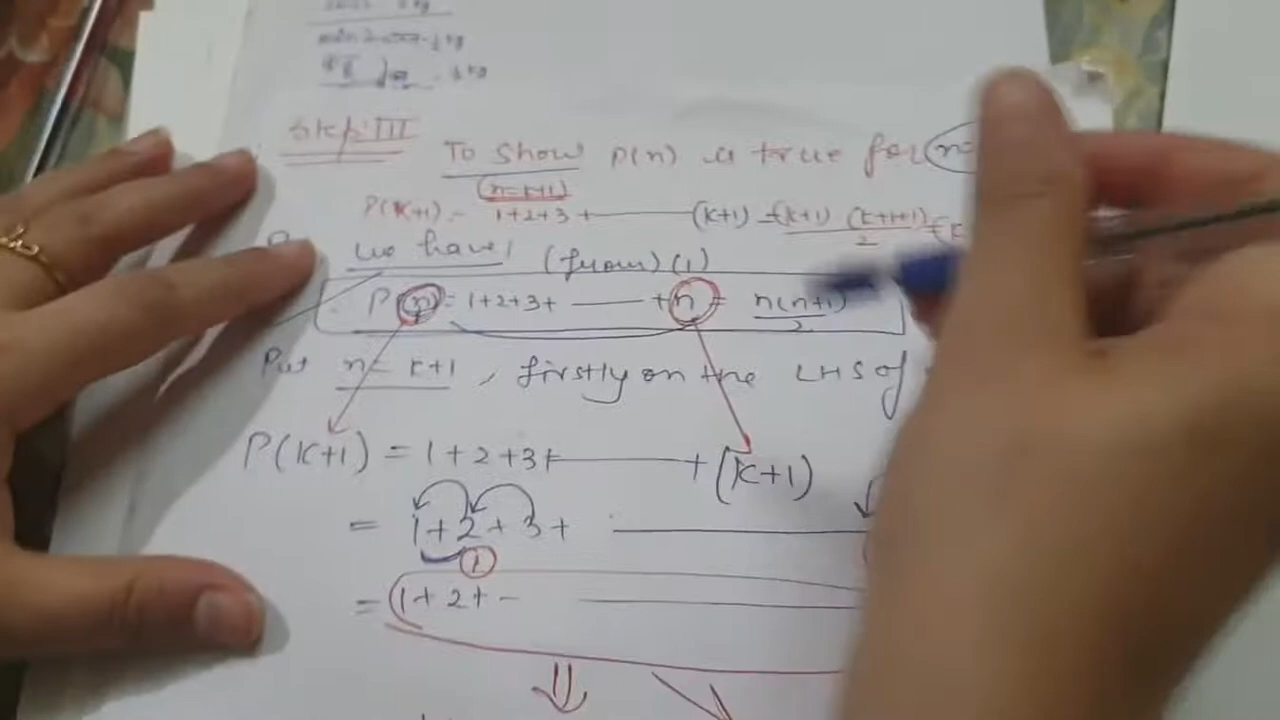 Step III
To Show P(n) is true for n=
(n=k+1)
P(k+1) = 1+2+3+ ——— (k+1) = (k+1) (k+1+1)/2
we have, (from) (1)
P(n) = 1+2+3+ ——— +n = n(n+1)/2
Put n = k+1, firstly on the LHS of
P(k+1) = 1+2+3+ ——— +(k+1)
= 1+2+3+ ———
1
= (1+2+- ———